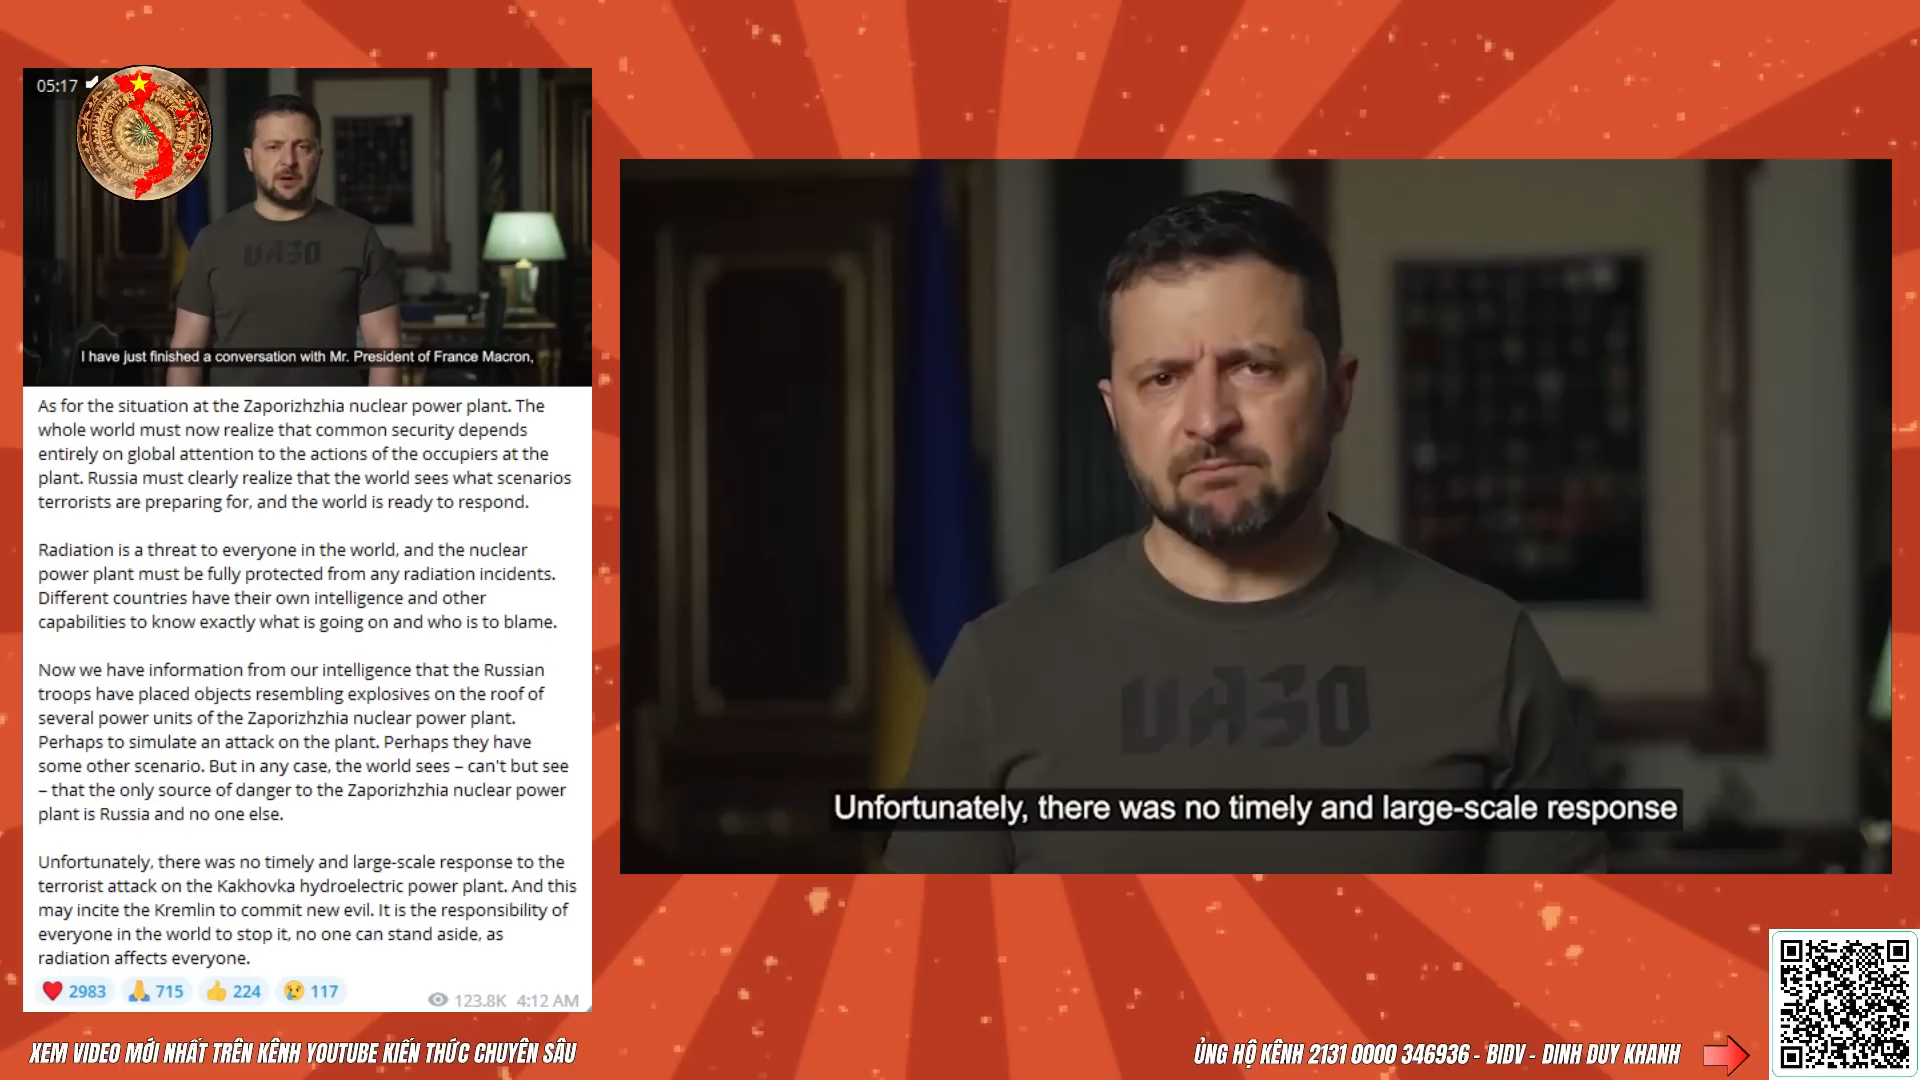 05:17
UA30
I have just finished a conversation with Mr. President of France Macron,
As for the situation at the Zaporizhzhia nuclear power plant. The
whole world must now realize that common security depends
entirely on global attention to the actions of the occupiers at the
plant. Russia must clearly realize that the world sees what scenarios
terrorists are preparing for, and the world is ready to respond.
Radiation is a threat to everyone in the world, and the nuclear
power plant must be fully protected from any radiation incidents.
Different countries have their own intelligence and other
capabilities to know exactly what is going on and who is to blame.
Now we have information from our intelligence that the Russian
troops have placed objects resembling explosives on the roof of
several power units of the Zaporizhzhia nuclear power plant.
Perhaps to simulate an attack on the plant. Perhaps they have
some other scenario. But in any case, the world sees – can't but see
– that the only source of danger to the Zaporizhzhia nuclear power
plant is Russia and no one else.
Unfortunately, there was no timely and large-scale response to the
terrorist attack on the Kakhovka hydroelectric power plant. And this
may incite the Kremlin to commit new evil. It is the responsibility of
everyone in the world to stop it, no one can stand aside, as
radiation affects everyone.
2983 715 224 117
123.8K 4:12 AM
UA30
Unfortunately, there was no timely and large-scale response
XEM VIDEO MỚI NHẤT TRÊN KÊNH YOUTUBE KIẾN THỨC CHUYÊN SÂU
ỦNG HỘ KÊNH 2131 0000 346936 - BIDV - DINH DUY KHANH